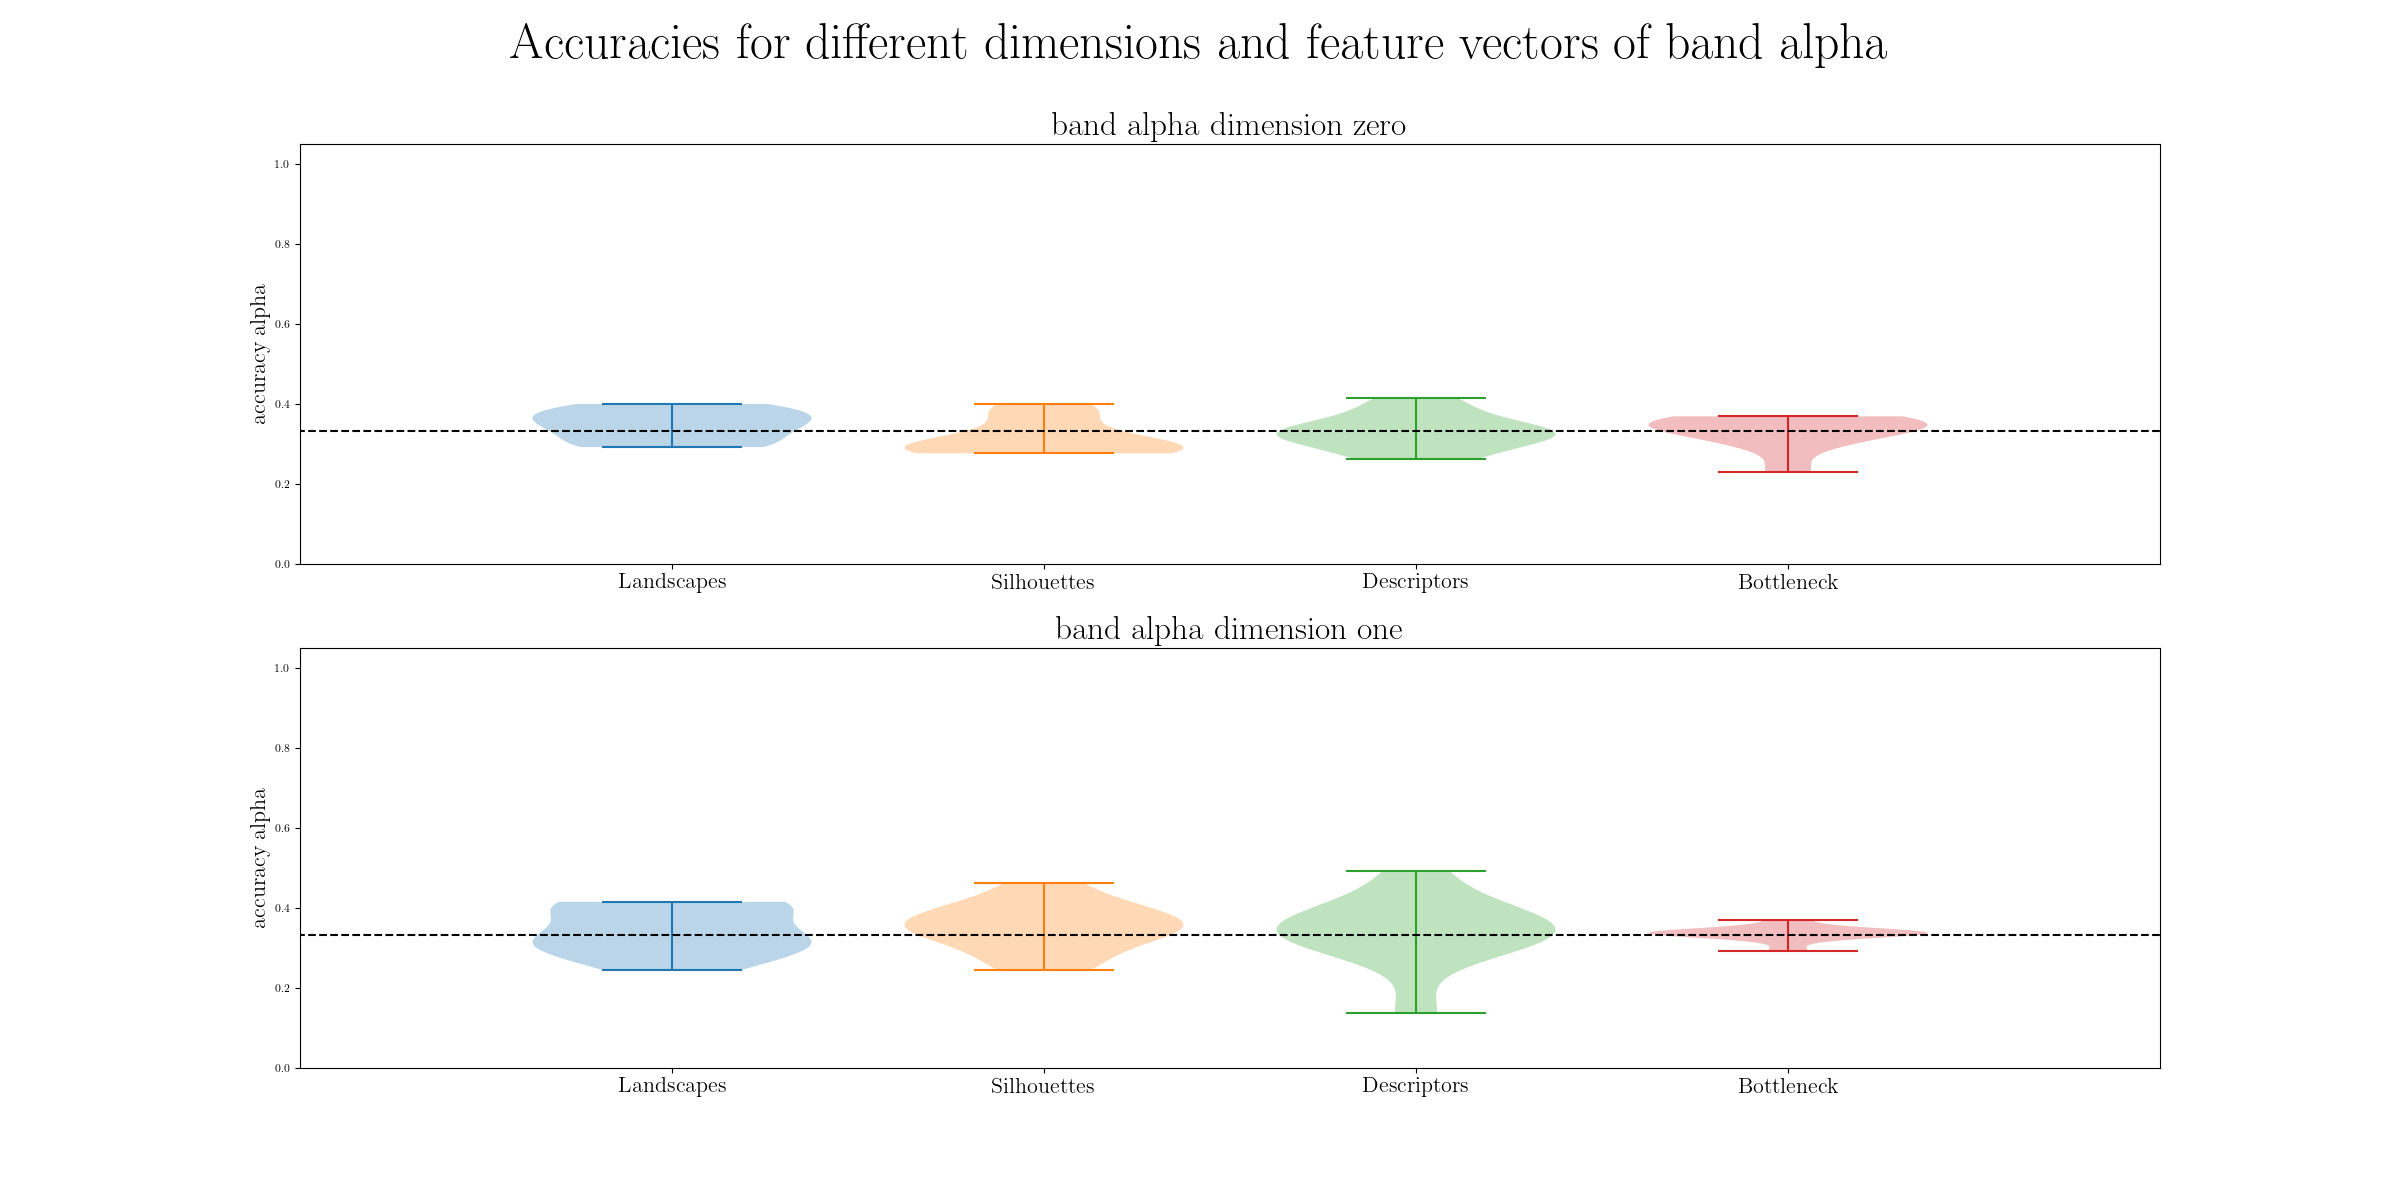 Accuracies for different dimensions and feature vectors of band alpha
band alpha dimension zero
1.0
0.8
0.6
0.4
0.2
0.0
accuracy alpha
Landscapes Silhouettes Descriptors Bottleneck
band alpha dimension one
1.0
0.8
0.6
0.4
0.2
0.0
accuracy alpha
Landscapes Silhouettes Descriptors Bottleneck